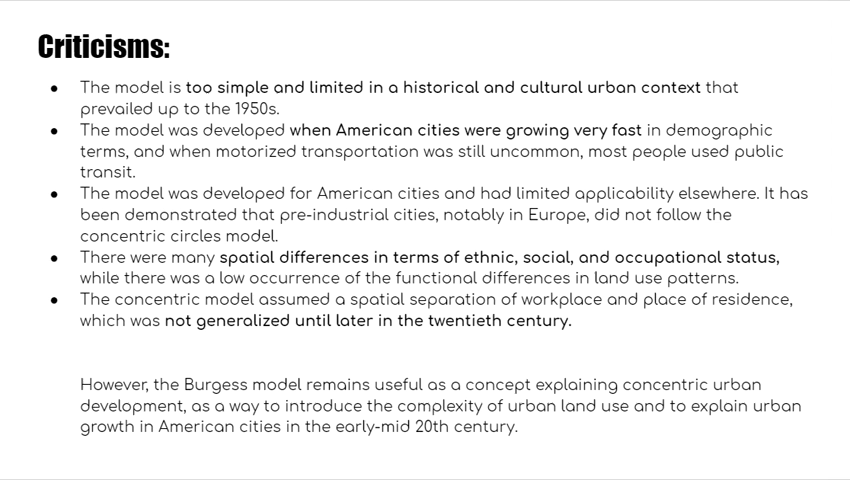 Criticisms:
● The model is too simple and limited in a historical and cultural urban context that
prevailed up to the 1950s.
● The model was developed when American cities were growing very fast in demographic
terms, and when motorized transportation was still uncommon, most people used public
transit.
● The model was developed for American cities and had limited applicability elsewhere. It has
been demonstrated that pre-industrial cities, notably in Europe, did not follow the
concentric circles model.
● There were many spatial differences in terms of ethnic, social, and occupational status,
while there was a low occurrence of the functional differences in land use patterns.
● The concentric model assumed a spatial separation of workplace and place of residence,
which was not generalized until later in the twentieth century.
However, the Burgess model remains useful as a concept explaining concentric urban
development, as a way to introduce the complexity of urban land use and to explain urban
growth in American cities in the early-mid 20th century.